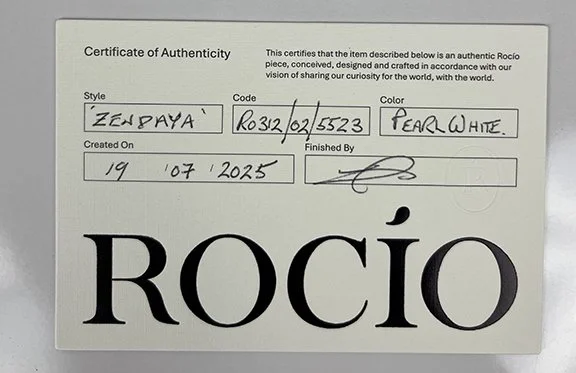 Certificate of Authenticity
This certifies that the item described below is an authentic Rocío
piece, conceived, designed and crafted in accordance with our
vision of sharing our curiosity for the world, with the world.
Style
Code
Color
'ZENDAYA'
R0312/02/5523
PEARL WHITE.
Created On
Finished By
19 '07 '2025
ROCÍO